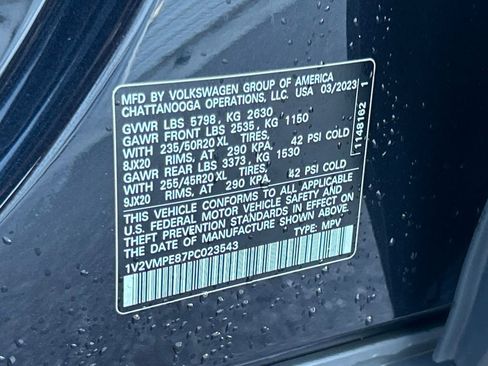 MFD BY VOLKSWAGEN GROUP OF AMERICA
CHATTANOOGA OPERATIONS, LLC. USA 03/2023
GVWR LBS 5798, KG 2630
GAWR FRONT LBS 2535, KG 1150
WITH 235/50R20 XL TIRES,
8JX20 RIMS, AT 290 KPA. 42 PSI COLD
GAWR REAR LBS 3373, KG 1530
WITH 255/45R20 XL TIRES,
9JX20 RIMS, AT 290 KPA. 42 PSI COLD
THIS VEHICLE CONFORMS TO ALL APPLICABLE
U.S. FEDERAL MOTOR VEHICLE SAFETY AND
THEFT PREVENTION STANDARDS IN EFFECT ON
THE DATE OF MANUFACTURE SHOWN ABOVE.
1V2VMPE87PC023543 TYPE: MPV
1148162 1